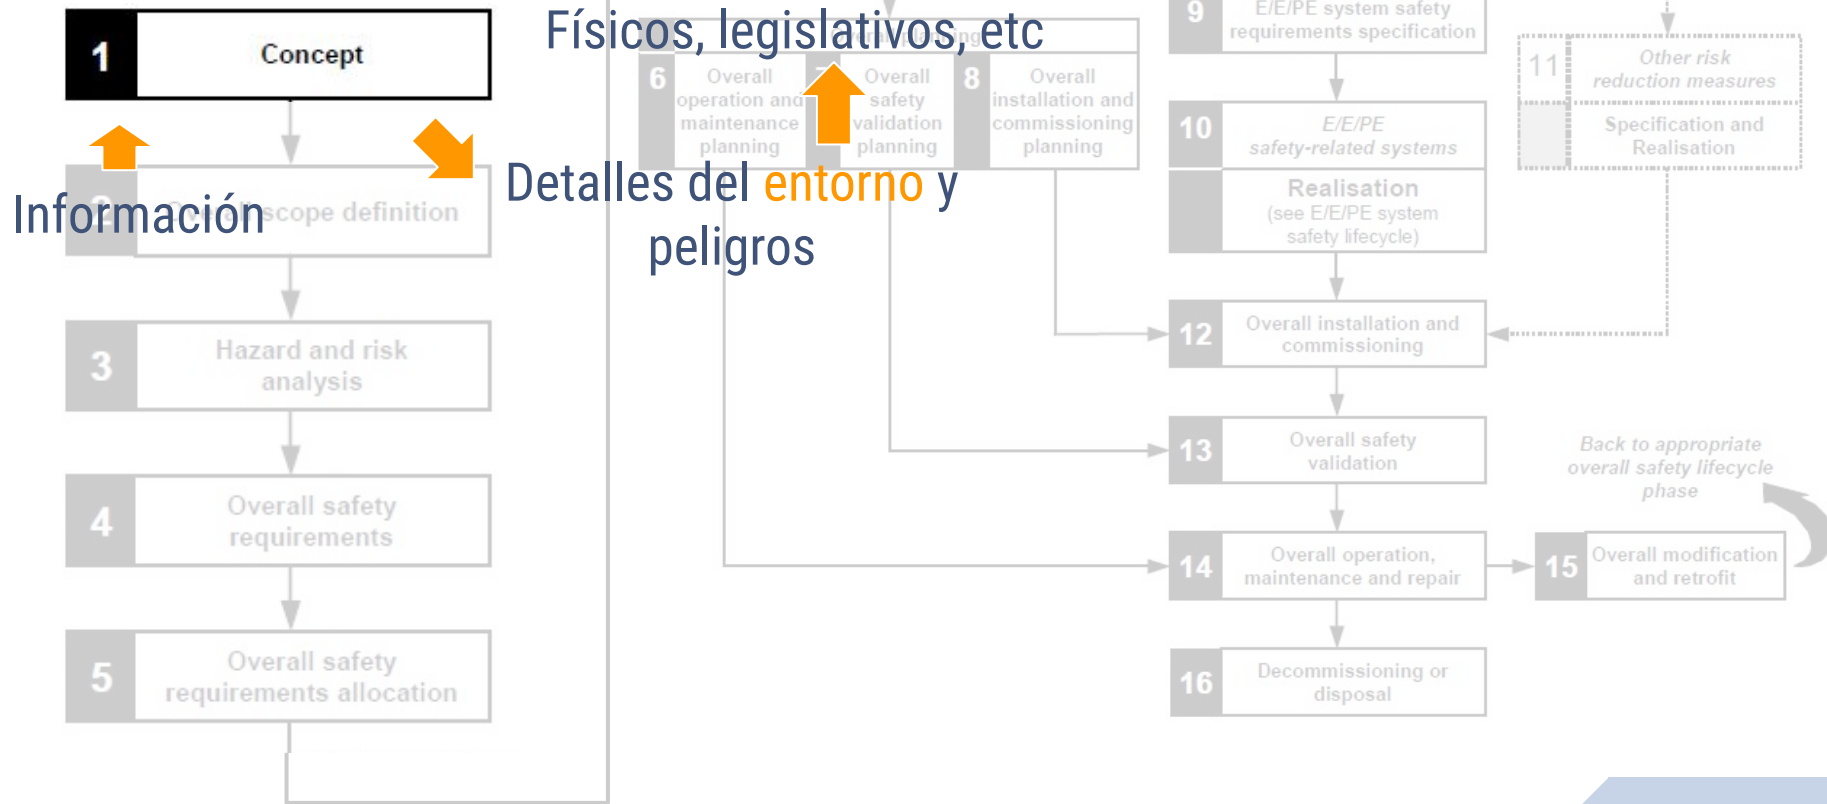 1
Concept
Información
2
Overall scope definition
3
Hazard and risk
analysis
4
Overall safety
requirements
5
Overall safety
requirements allocation
Físicos, legislativos, etc
Overall planning
6
Overall
operation and
maintenance
planning
7
Overall
safety
validation
planning
8
Overall
installation and
commissioning
planning
Detalles del entorno y
peligros
9
E/E/PE system safety
requirements specification
10
E/E/PE
safety-related systems
Realisation
(see E/E/PE system
safety lifecycle)
11
Other risk
reduction measures
Specification and
Realisation
12
Overall installation and
commissioning
13
Overall safety
validation
Back to appropriate
overall safety lifecycle
phase
14
Overall operation,
maintenance and repair
15
Overall modification
and retrofit
16
Decommissioning or
disposal